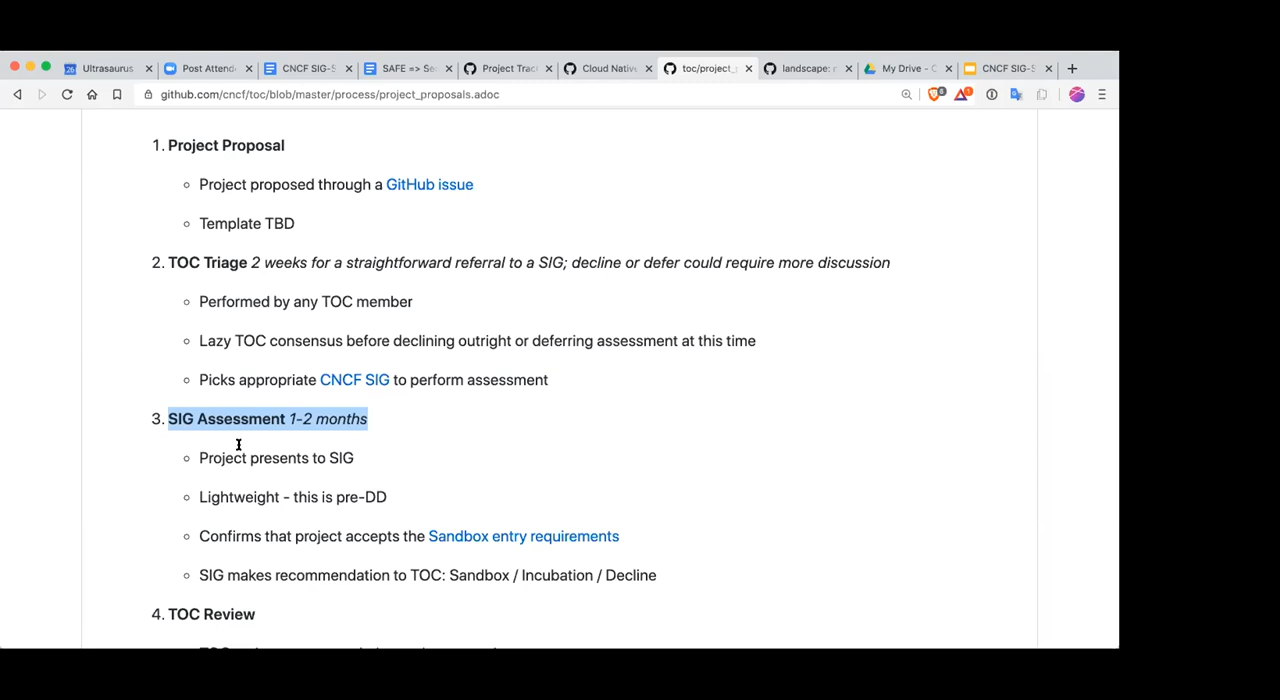 Ultrasaurus
Post Attend
CNCF SIG-S
SAFE => Se
Project Trac
Cloud Nativ
toc/project_
landscape: r
My Drive - C
CNCF SIG-S
github.com/cncf/toc/blob/master/process/project_proposals.adoc
1. Project Proposal
Project proposed through a GitHub issue
Template TBD
2. TOC Triage 2 weeks for a straightforward referral to a SIG; decline or defer could require more discussion
Performed by any TOC member
Lazy TOC consensus before declining outright or deferring assessment at this time
Picks appropriate CNCF SIG to perform assessment
3. SIG Assessment 1-2 months
Project presents to SIG
Lightweight - this is pre-DD
Confirms that project accepts the Sandbox entry requirements
SIG makes recommendation to TOC: Sandbox / Incubation / Decline
4. TOC Review